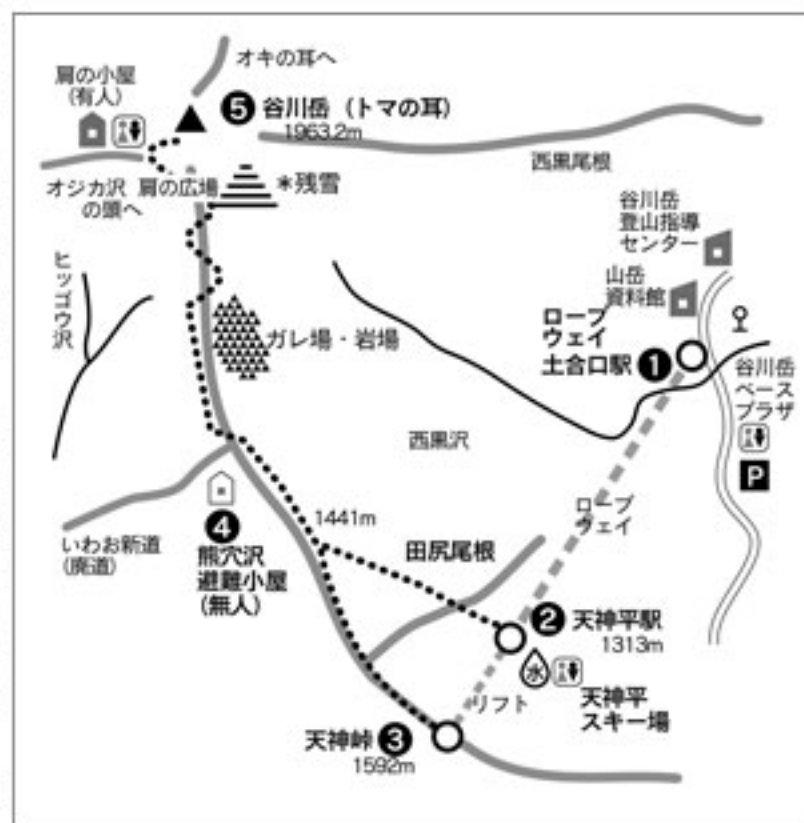 オキの耳へ
肩の小屋
(有人)
❺ 谷川岳（トマの耳）
1963.2m
西黒尾根
オジカ沢
の頭へ
肩の広場
＊残雪
谷川岳
登山指導
センター
山岳
資料館
ヒツゴウ沢
ガレ場・岩場
ロープ
ウェイ
土合口駅 ❶
谷川岳
ベース
プラザ
P
西黒沢
ロープ
ウェイ
1441m
❹
熊穴沢
避難小屋
(無人)
いわお新道
(廃道)
田尻尾根
❷ 天神平駅
1313m
水
リフト
天神平
スキー場
天神峠 ❸
1592m